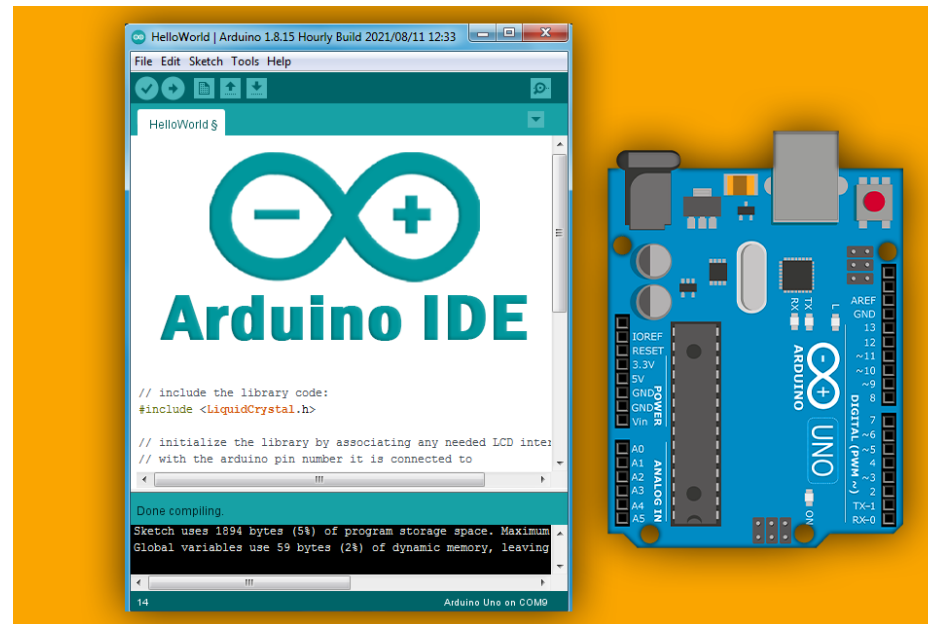 HelloWorld | Arduino 1.8.15 Hourly Build 2021/08/11 12:33
File Edit Sketch Tools Help
HelloWorld §
Arduino IDE
// include the library code:
#include <LiquidCrystal.h>
// initialize the library by associating any needed LCD inter
// with the arduino pin number it is connected to
Done compiling.
Sketch uses 1894 bytes (5%) of program storage space. Maximum
Global variables use 59 bytes (2%) of dynamic memory, leaving
14
Arduino Uno on COM9
IOREF
RESET
3.3V
5V
GND
GND
Vin
POWER
A0
A1
A2
A3
A4
A5
ANALOG IN
RX
TX
L
ARDUINO
UNO
ON
AREF
GND
13
12
~11
~10
~9
8
7
~6
~5
4
~3
2
TX→1
RX←0
DIGITAL (PWM ~)